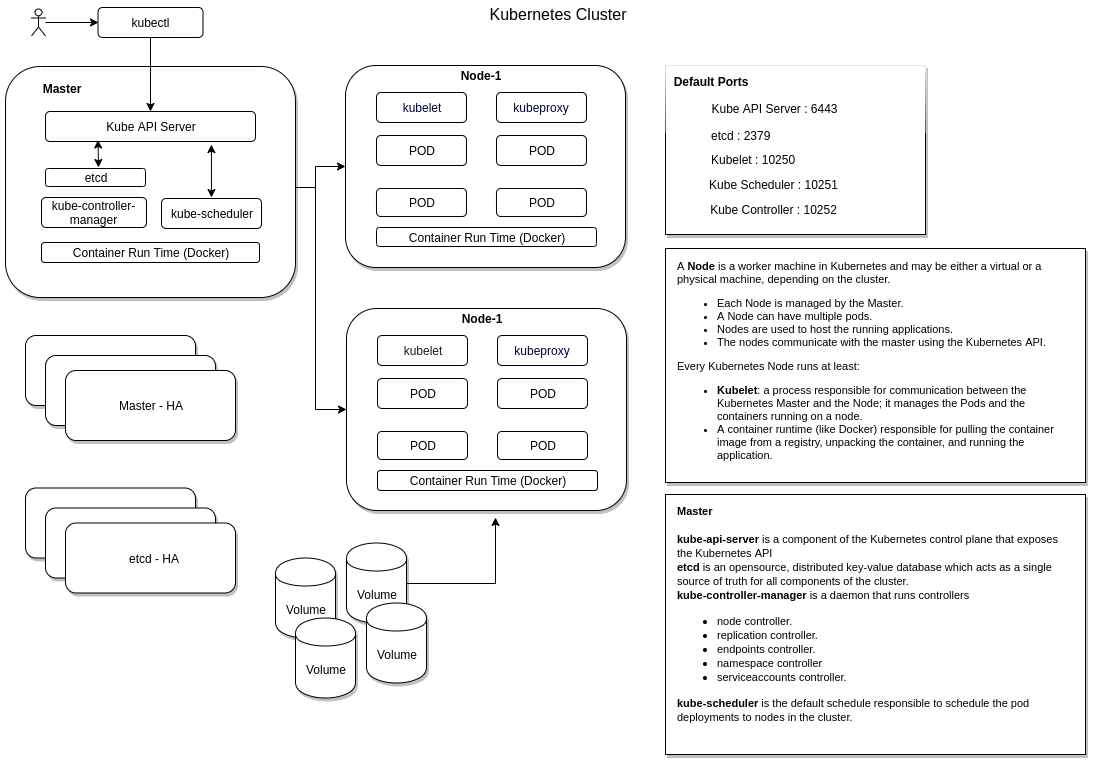 Kubernetes Cluster
kubectl
Master
Kube API Server
etcd
kube-controller-
manager
kube-scheduler
Container Run Time (Docker)
Master - HA
etcd - HA
Node-1
kubelet
kubeproxy
POD
POD
POD
POD
Container Run Time (Docker)
Node-1
kubelet
kubeproxy
POD
POD
POD
POD
Container Run Time (Docker)
Volume
Volume
Volume
Volume
Default Ports
Kube API Server : 6443
etcd : 2379
Kubelet : 10250
Kube Scheduler : 10251
Kube Controller : 10252
A Node is a worker machine in Kubernetes and may be either a virtual or a
physical machine, depending on the cluster.
• Each Node is managed by the Master.
• A Node can have multiple pods.
• Nodes are used to host the running applications.
• The nodes communicate with the master using the Kubernetes API.
Every Kubernetes Node runs at least:
• Kubelet: a process responsible for communication between the
Kubernetes Master and the Node; it manages the Pods and the
containers running on a node.
• A container runtime (like Docker) responsible for pulling the container
image from a registry, unpacking the container, and running the
application.
Master
kube-api-server is a component of the Kubernetes control plane that exposes
the Kubernetes API
etcd is an opensource, distributed key-value database which acts as a single
source of truth for all components of the cluster.
kube-controller-manager is a daemon that runs controllers
• node controller.
• replication controller.
• endpoints controller.
• namespace controller
• serviceaccounts controller.
kube-scheduler is the default schedule responsible to schedule the pod
deployments to nodes in the cluster.